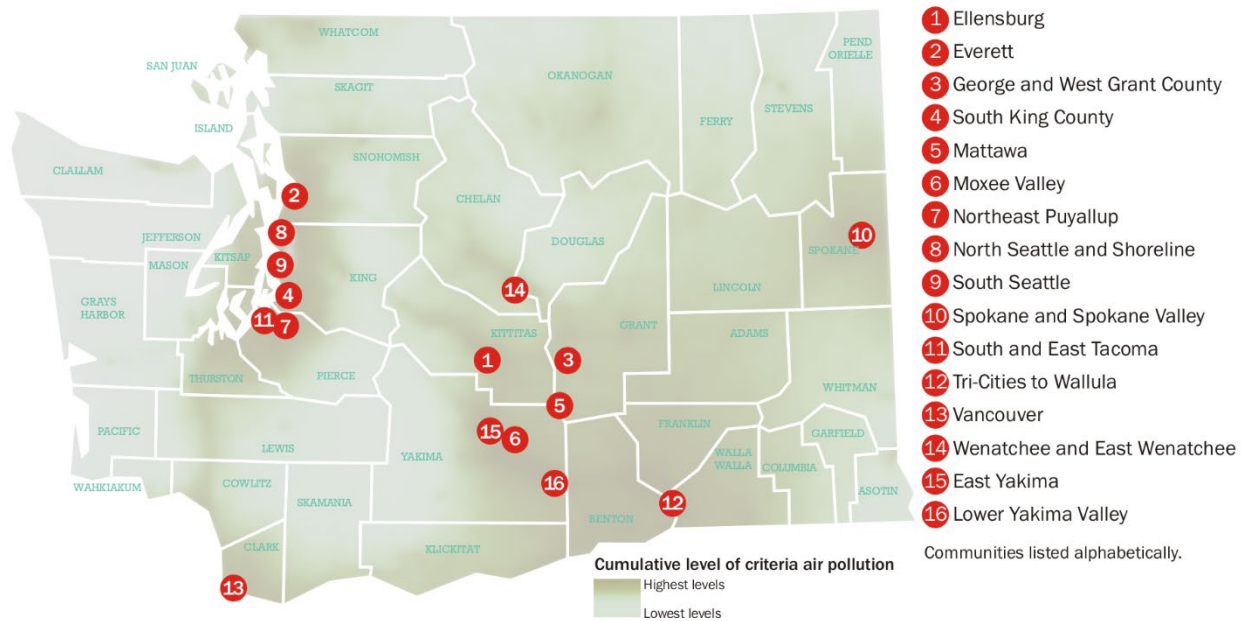 WHATCOM
PEND
ORIELLE
SAN JUAN
OKANOGAN
SKAGIT
STEVENS
FERRY
ISLAND
SNOHOMISH
CLALLAM
2
CHELAN
JEFFERSON
8
DOUGLAS
10
SPOKANE
KITSAP
MASON
9
KING
14
LINCOLN
4
GRAYS
HARBOR
11
7
GRANT
KITTITAS
ADAMS
1
3
THURSTON
PIERCE
WHITMAN
5
PACIFIC
15
6
FRANKLIN
GARFIELD
LEWIS
YAKIMA
WALLA
WALLA
COLUMBIA
WAHKIAKUM
COWLITZ
16
ASOTIN
SKAMANIA
12
BENTON
CLARK
KLICKITAT
13
Cumulative level of criteria air pollution
Highest levels
Lowest levels
1 Ellensburg
2 Everett
3 George and West Grant County
4 South King County
5 Mattawa
6 Moxee Valley
7 Northeast Puyallup
8 North Seattle and Shoreline
9 South Seattle
10 Spokane and Spokane Valley
11 South and East Tacoma
12 Tri-Cities to Wallula
13 Vancouver
14 Wenatchee and East Wenatchee
15 East Yakima
16 Lower Yakima Valley
Communities listed alphabetically.